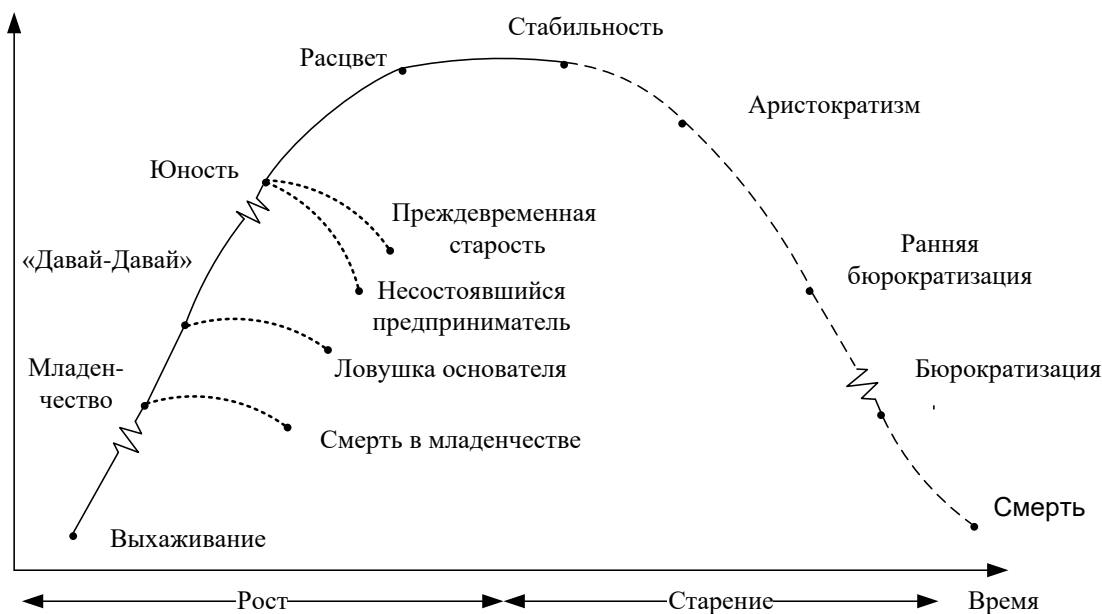 Стабильность
Расцвет
Аристократизм
Юность
Преждевременная
старость
«Давай-Давай»
Ранняя
бюрократизация
Несостоявшийся
предприниматель
Младен-
чество
Ловушка основателя
Бюрократизация
Смерть в младенчестве
Смерть
Выхаживание
Рост
Старение
Время